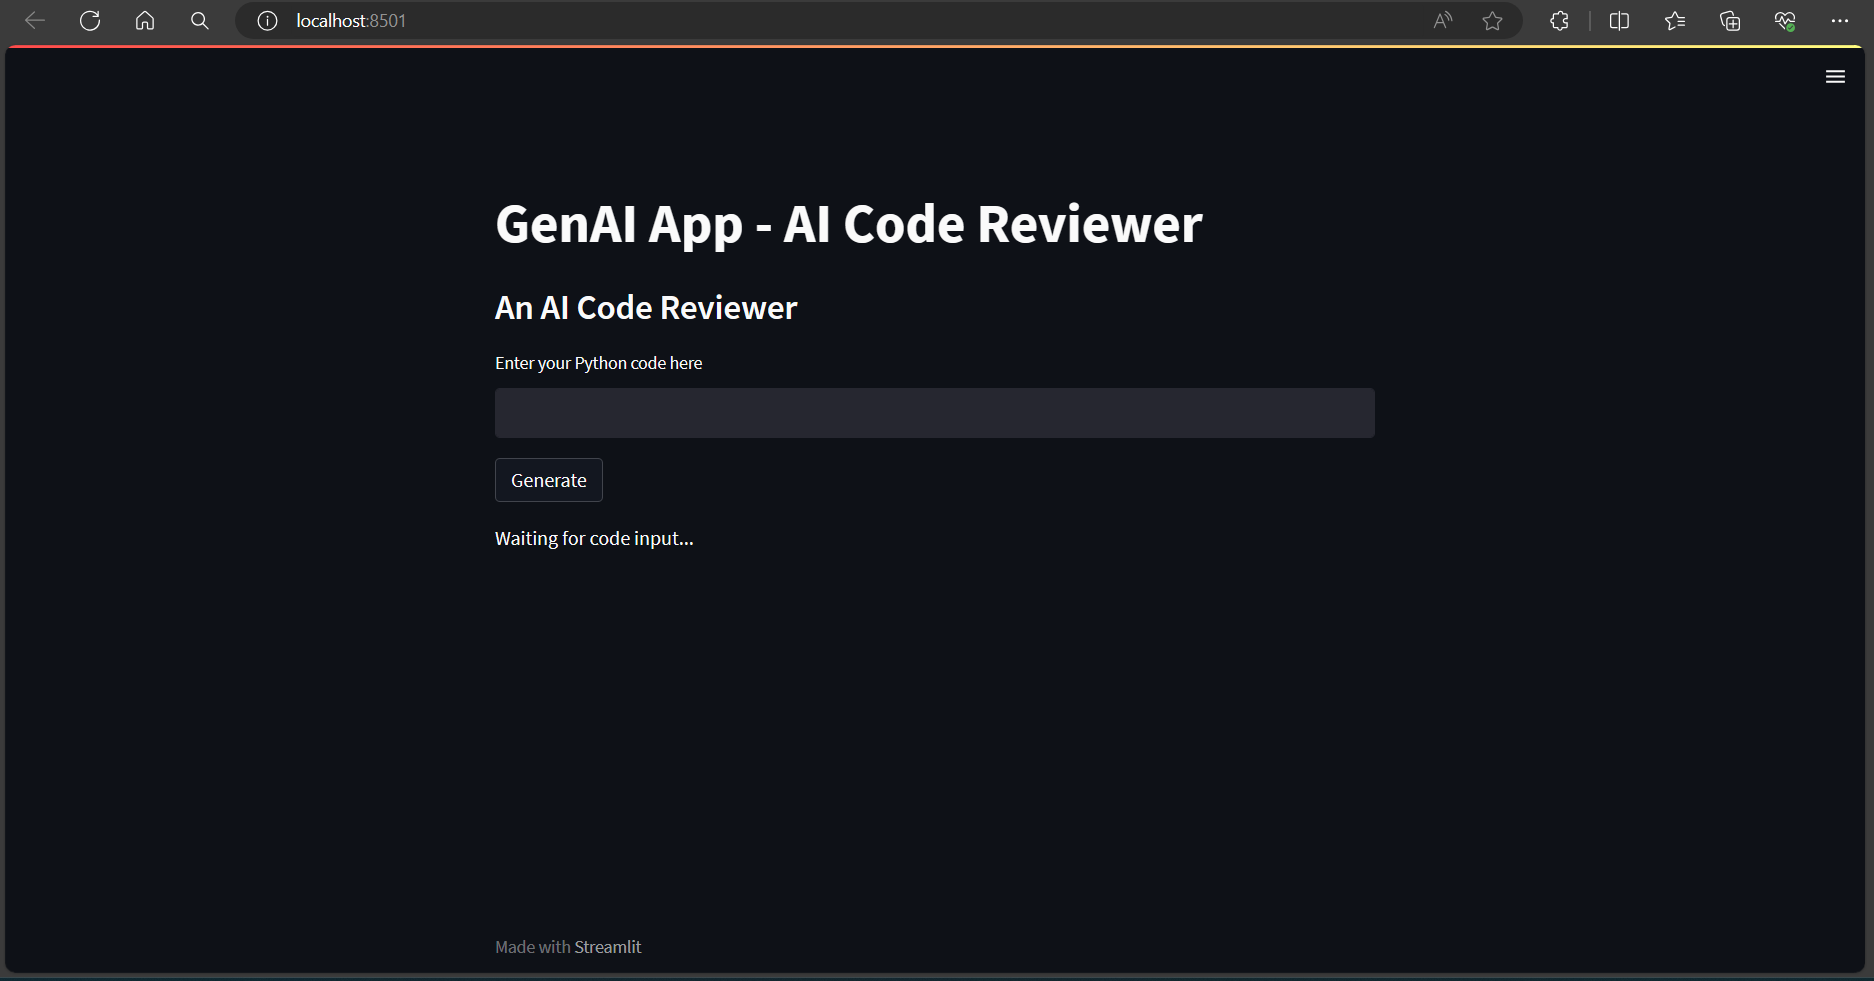 localhost:8501
GenAI App - AI Code Reviewer
An AI Code Reviewer
Enter your Python code here
Generate
Waiting for code input...
Made with Streamlit